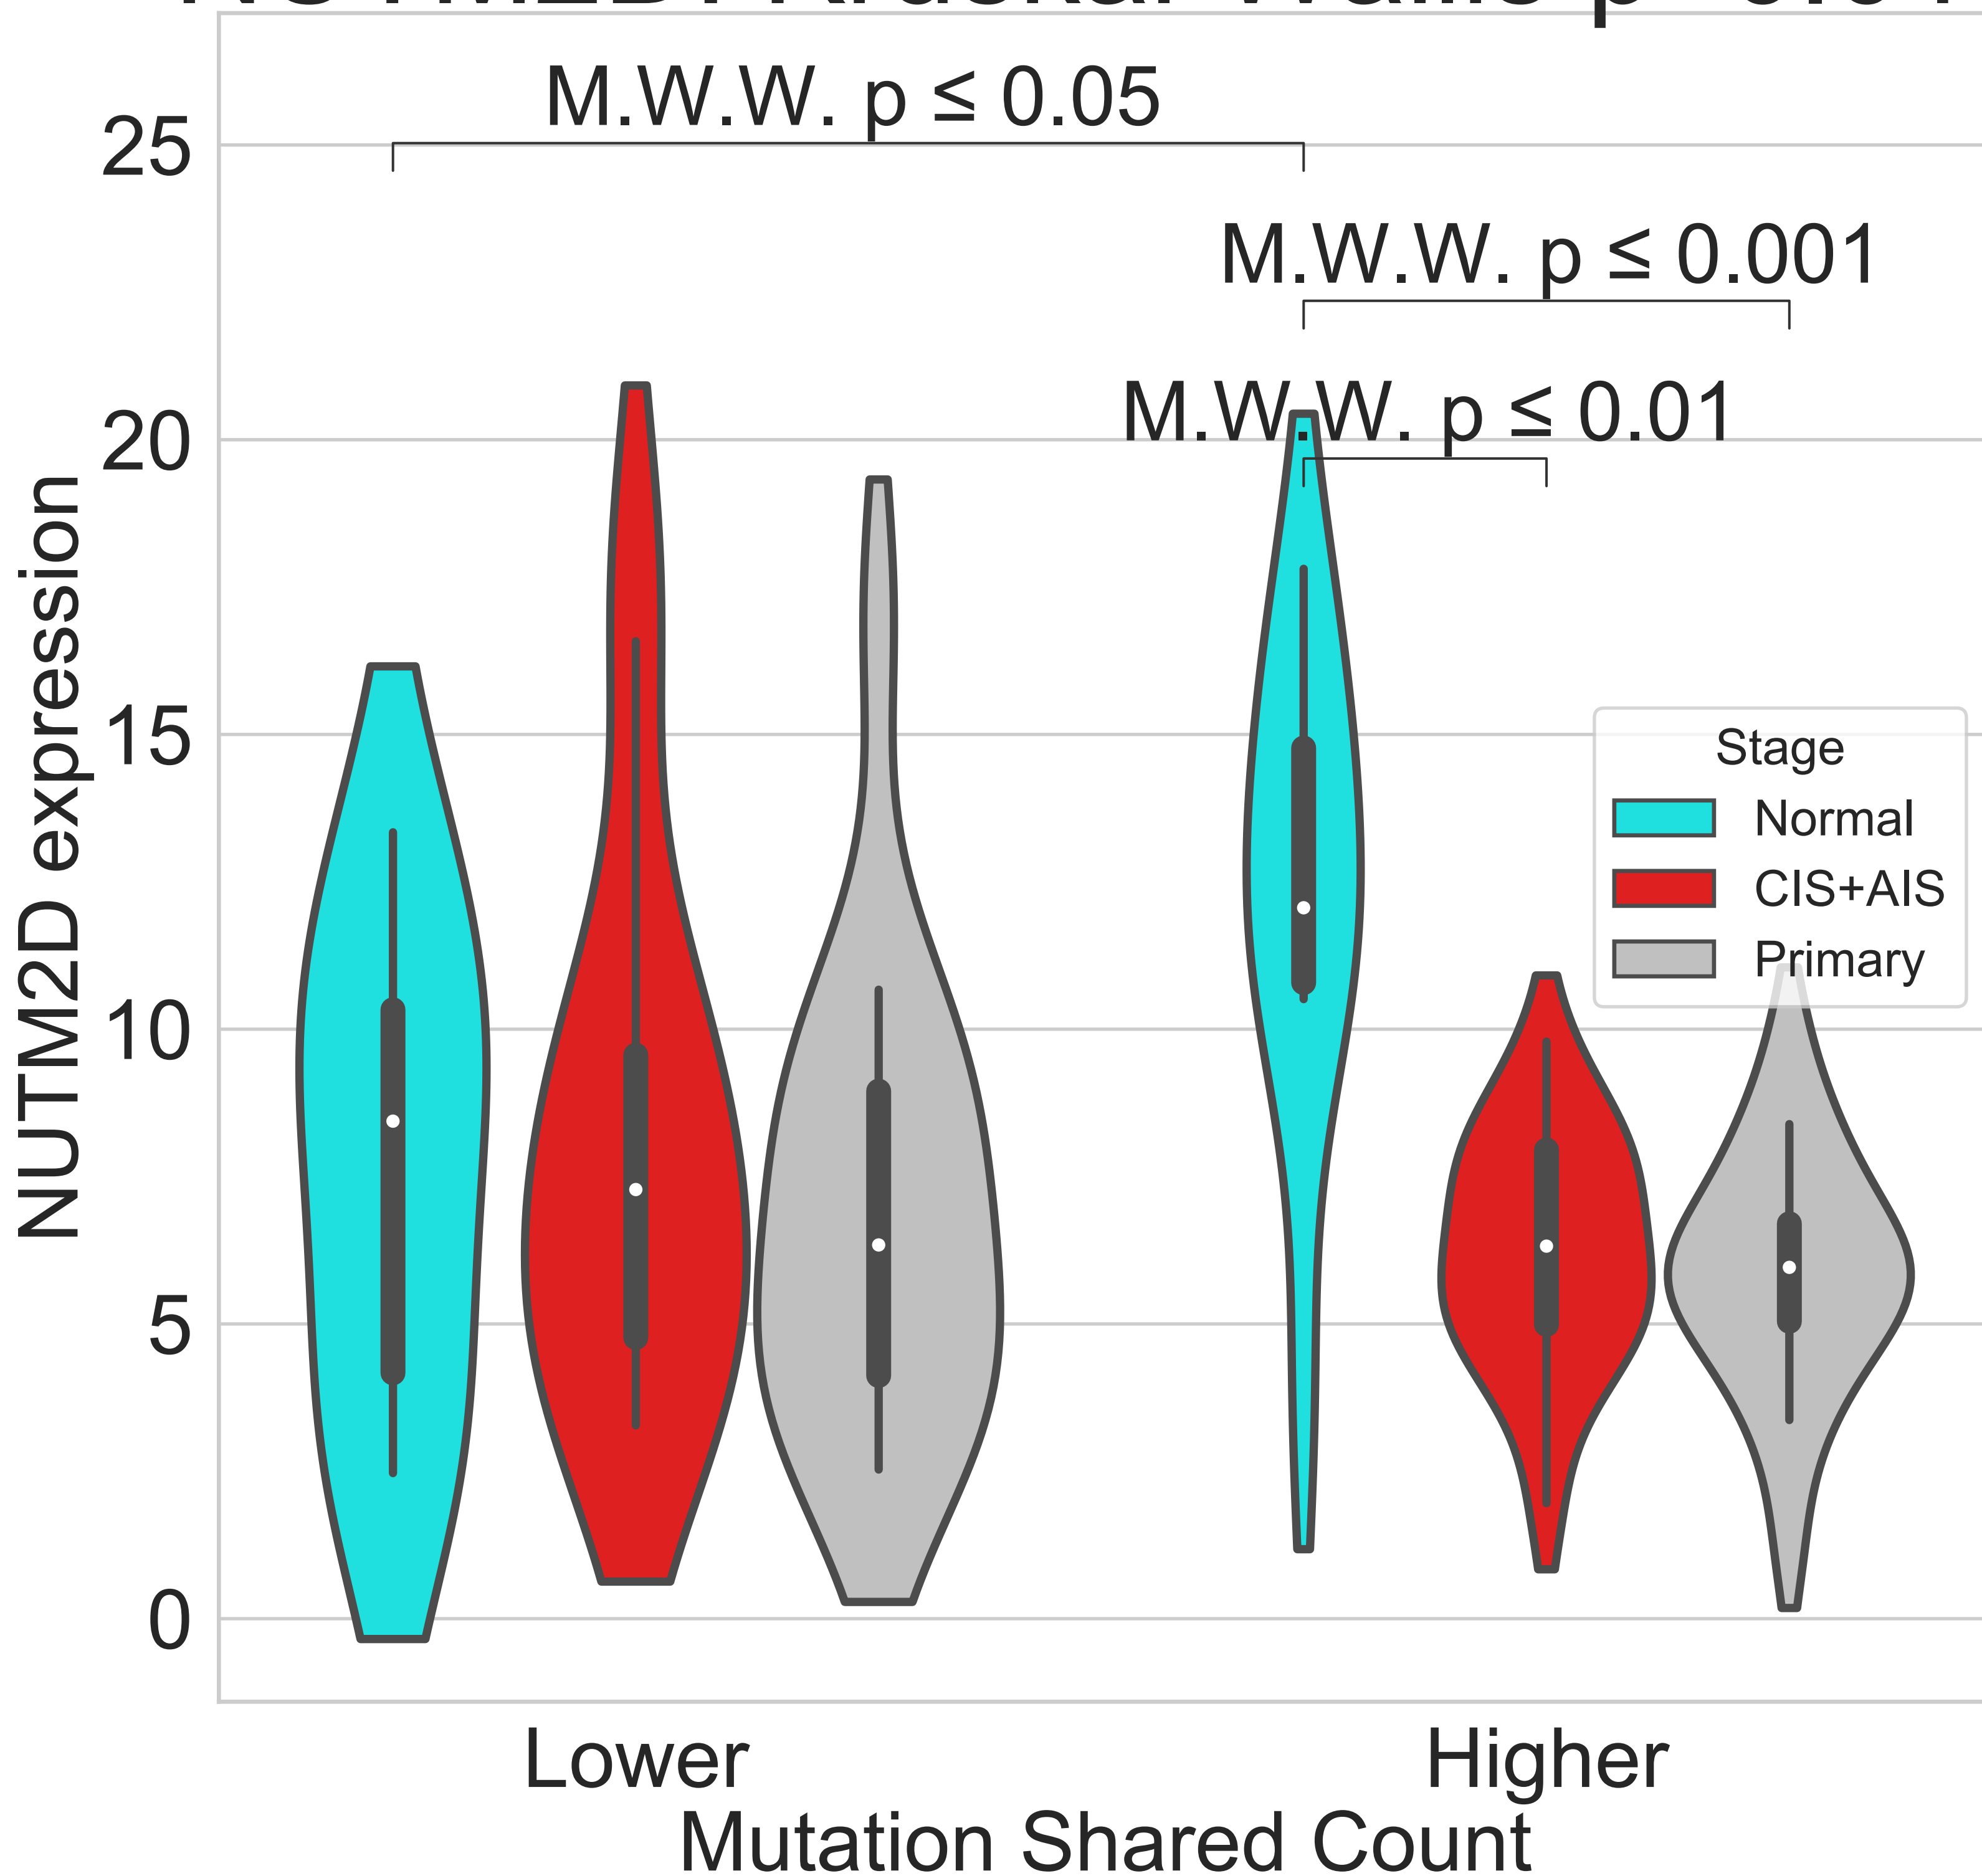 M.W.W. p ≤ 0.05
25
M.W.W. p ≤ 0.001
M.W.W. p ≤ 0.01
20
15
10
5
0
NUTM2D expression
Stage
Normal
CIS+AIS
Primary
Lower
Higher
Mutation Shared Count